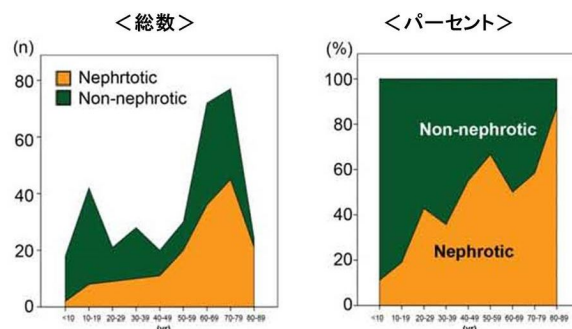 ＜総数＞
(n)
80
60
40
20
0
Nephrtotic
Non-nephrotic
<10 10-19 20-29 30-39 40-49 50-59 60-69 70-79 80-89
(yr)
＜パーセント＞
(%)
100
80
60
40
20
0
Non-nephrotic
Nephrotic
<10 10-19 20-29 30-39 40-49 50-59 60-69 70-79 80-89
(yr)